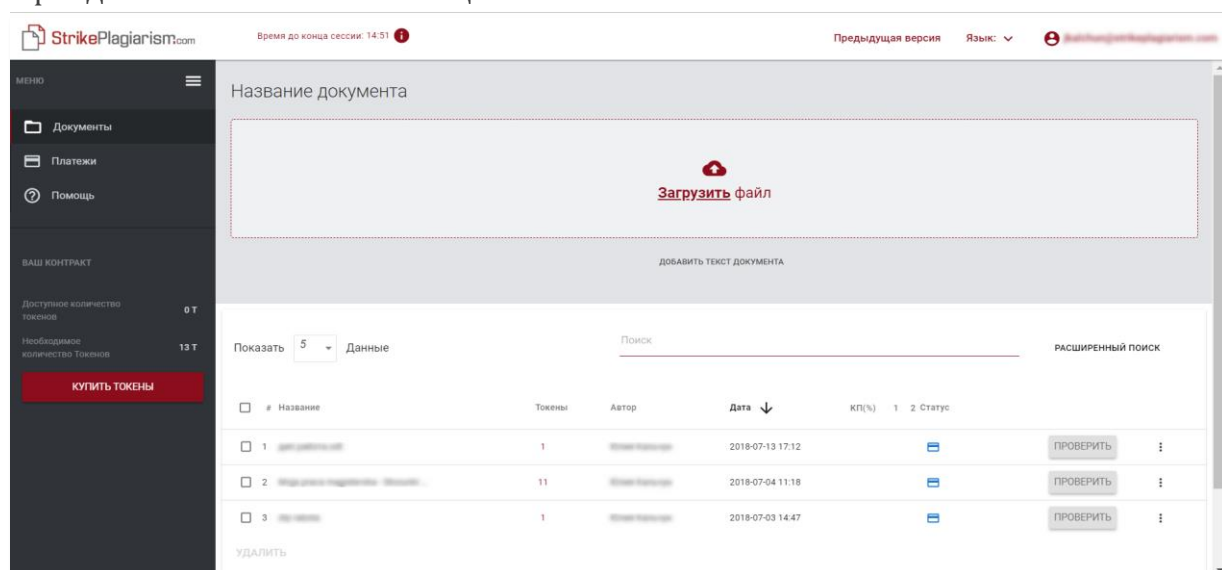 StrikePlagiarism.com
Время до конца сессии: 14:51
Предыдущая версия
Язык:
МЕНЮ
Документы
Платежи
Помощь
ВАШ КОНТРАКТ
Доступное количество
токенов
0 T
Необходимое
количество Токенов
13 T
КУПИТЬ ТОКЕНЫ
Название документа
Загрузить файл
ДОБАВИТЬ ТЕКСТ ДОКУМЕНТА
Показать 5 Данные
Поиск
РАСШИРЕННЫЙ ПОИСК
# Название Токены Автор Дата КП(%) 1 2 Статус
1 1 2018-07-13 17:12 ПРОВЕРИТЬ
2 11 2018-07-04 11:18 ПРОВЕРИТЬ
3 1 2018-07-03 14:47 ПРОВЕРИТЬ
УДАЛИТЬ